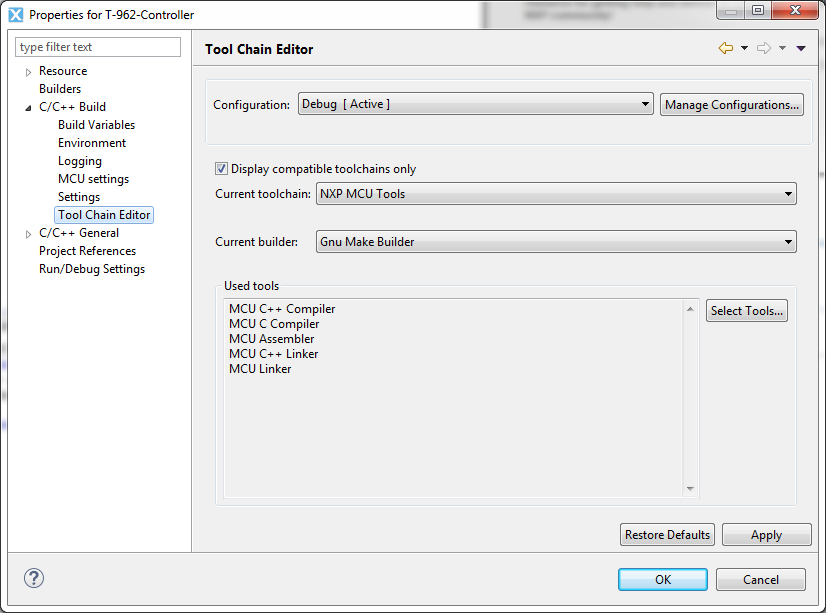 Properties for T-962-Controller
type filter text
Resource
Builders
C/C++ Build
Build Variables
Environment
Logging
MCU settings
Settings
Tool Chain Editor
C/C++ General
Project References
Run/Debug Settings
Tool Chain Editor
Configuration: Debug [ Active ] Manage Configurations...
Display compatible toolchains only
Current toolchain: NXP MCU Tools
Current builder: Gnu Make Builder
Used tools
MCU C++ Compiler
MCU C Compiler
MCU Assembler
MCU C++ Linker
MCU Linker
Select Tools...
Restore Defaults Apply
? OK Cancel